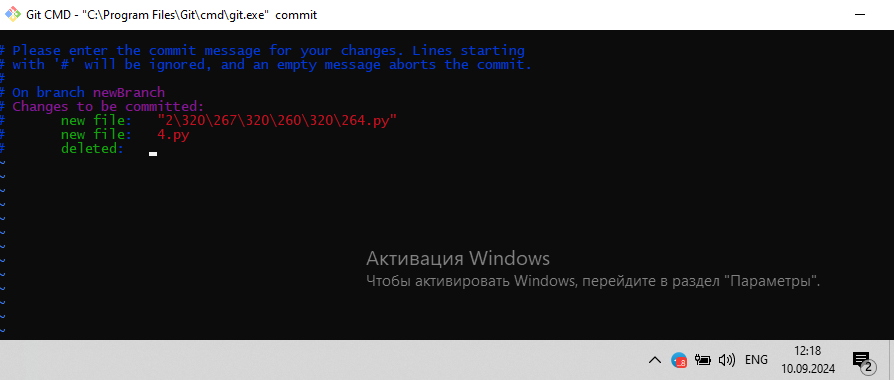 Git CMD - "C:\Program Files\Git\cmd\git.exe" commit
# Please enter the commit message for your changes. Lines starting
# with '#' will be ignored, and an empty message aborts the commit.
#
# On branch newBranch
# Changes to be committed:
#       new file:   "2\320\267\320\260\320\264.py"
#       new file:   4.py
#       deleted:
~
~
~
~
~
~
~
~
~
~
~
~
~
Активация Windows
Чтобы активировать Windows, перейдите в раздел "Параметры".
.8
ENG
12:18
10.09.2024
2